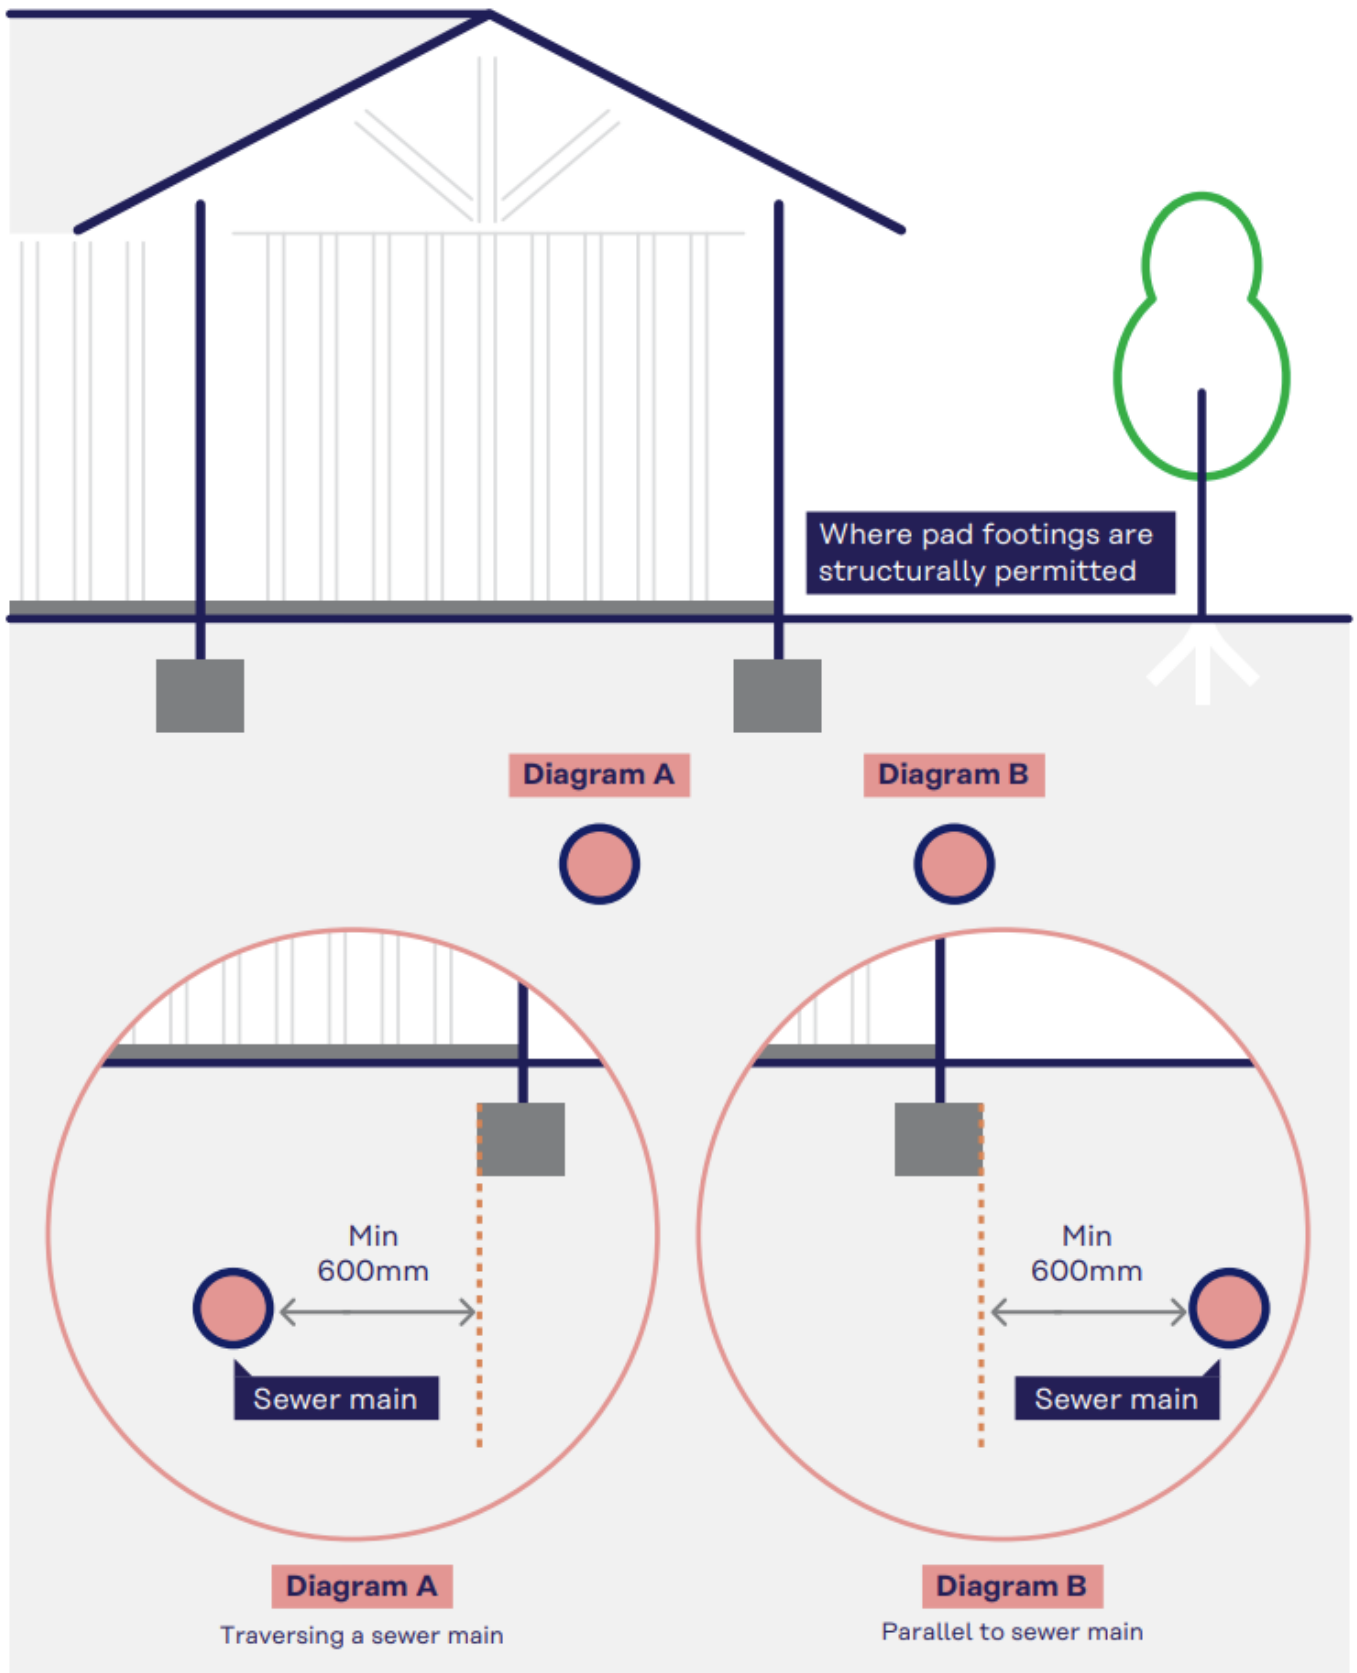 Where pad footings are
structurally permitted
Diagram A
Diagram B
Min
600mm
Sewer main
Min
600mm
Sewer main
Diagram A
Traversing a sewer main
Diagram B
Parallel to sewer main